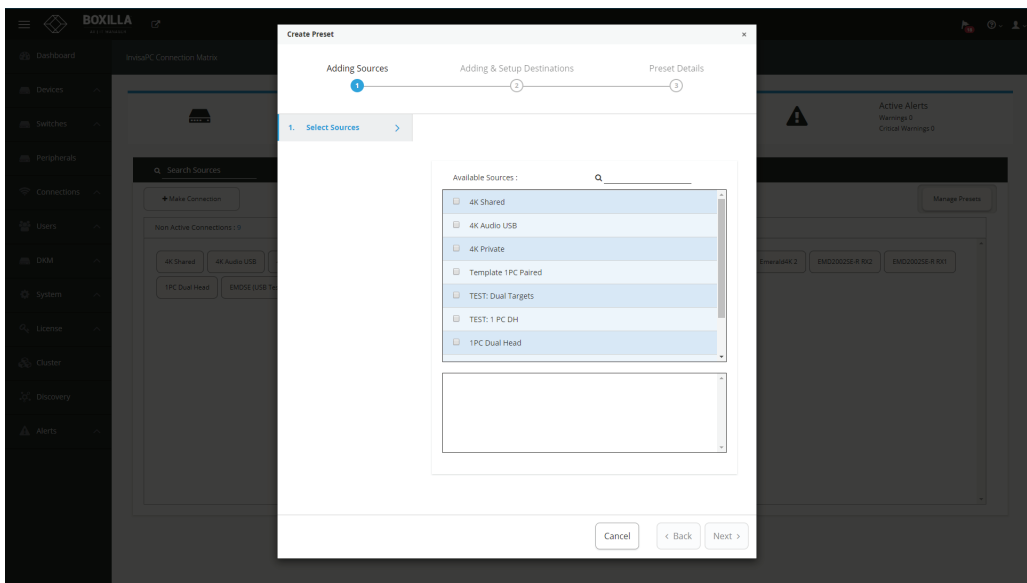 BOXILLA
Create Preset
×
Dashboard
InvisaPC Connection Matrix
Adding Sources
Adding & Setup Destinations
Preset Details
1
2
3
Devices
Switches
Active Alerts
Warnings:
Critical Warnings:
1. Select Sources
Peripherals
Search Sources
Available Sources :
Connections
+ Make Connection
Manage Presets
4K Shared
4K Audio USB
4K Private
Template 1PC Paired
TEST: Dual Targets
TEST: 1 PC DH
1PC Dual Head
Users
Non Active Connections :
DKM
4K Shared
4K Audio USB
Emerald4K 2
EMD2002SE-R RX2
EMD2002SE-R RX1
System
1PC Dual Head
EMDSE (USB Te
License
Cluster
Discovery
Alerts
Cancel
< Back
Next >